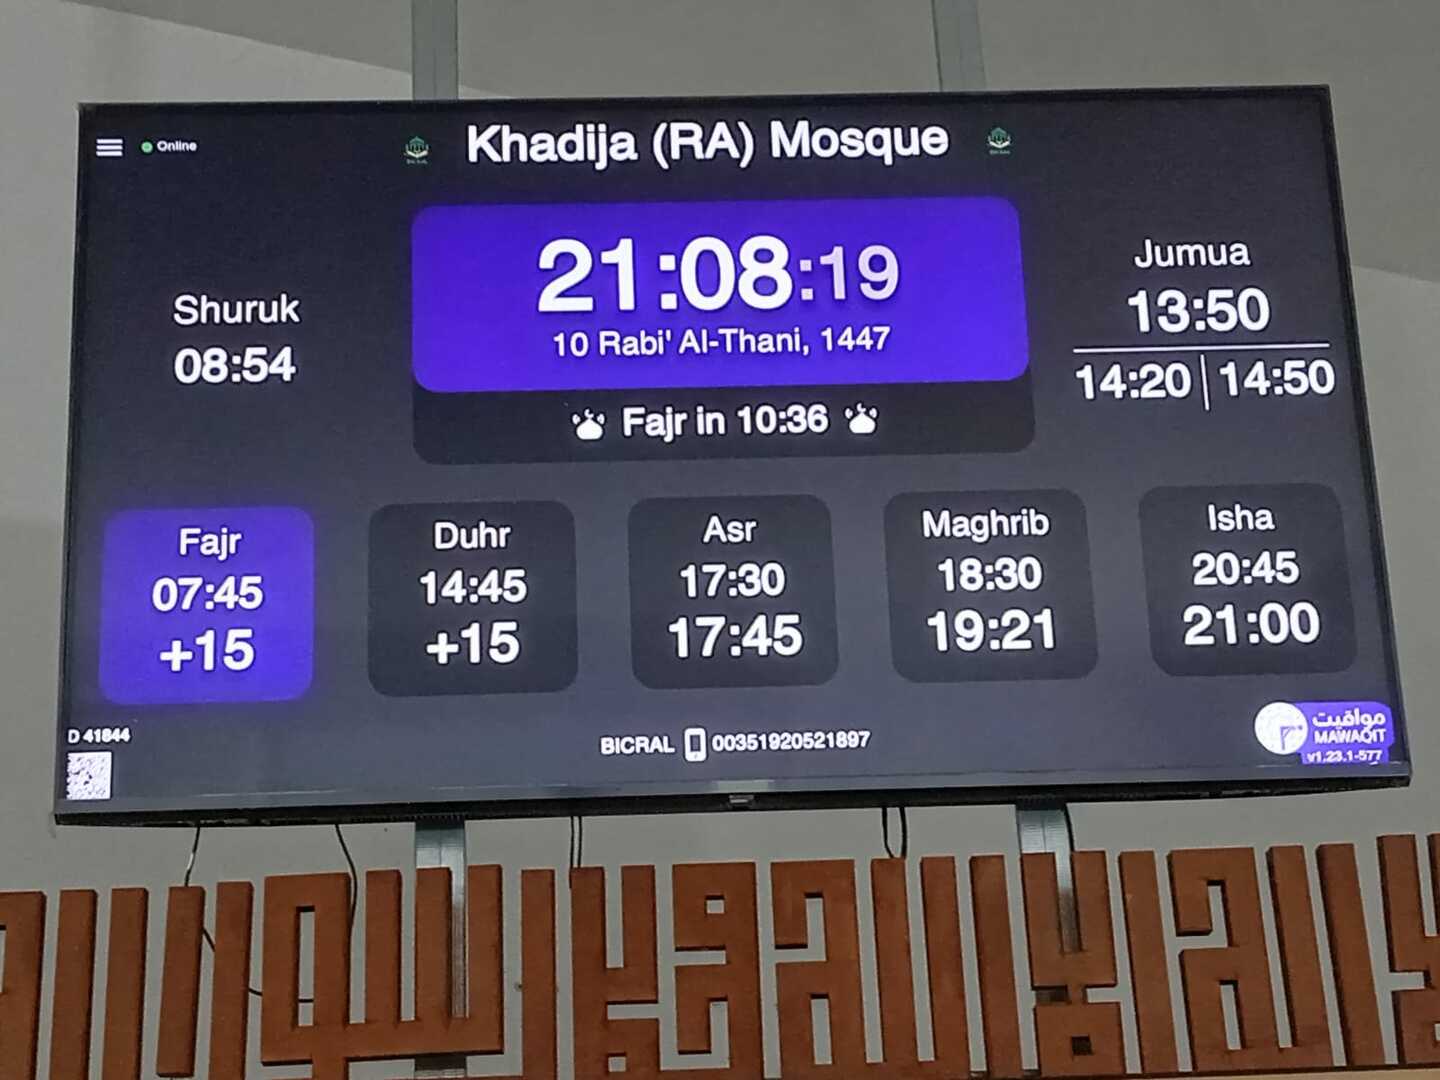 Online
Khadija (RA) Mosque
21:08:19
10 Rabi' Al-Thani, 1447
Fajr in 10:36
Shuruk
08:54
Jumua
13:50
14:20 | 14:50
Fajr
07:45
+15
Duhr
14:45
+15
Asr
17:30
17:45
Maghrib
18:30
19:21
Isha
20:45
21:00
D 41844
BICRAL 00351920521897
مواقيت
MAWAQIT
v1.23.1-577